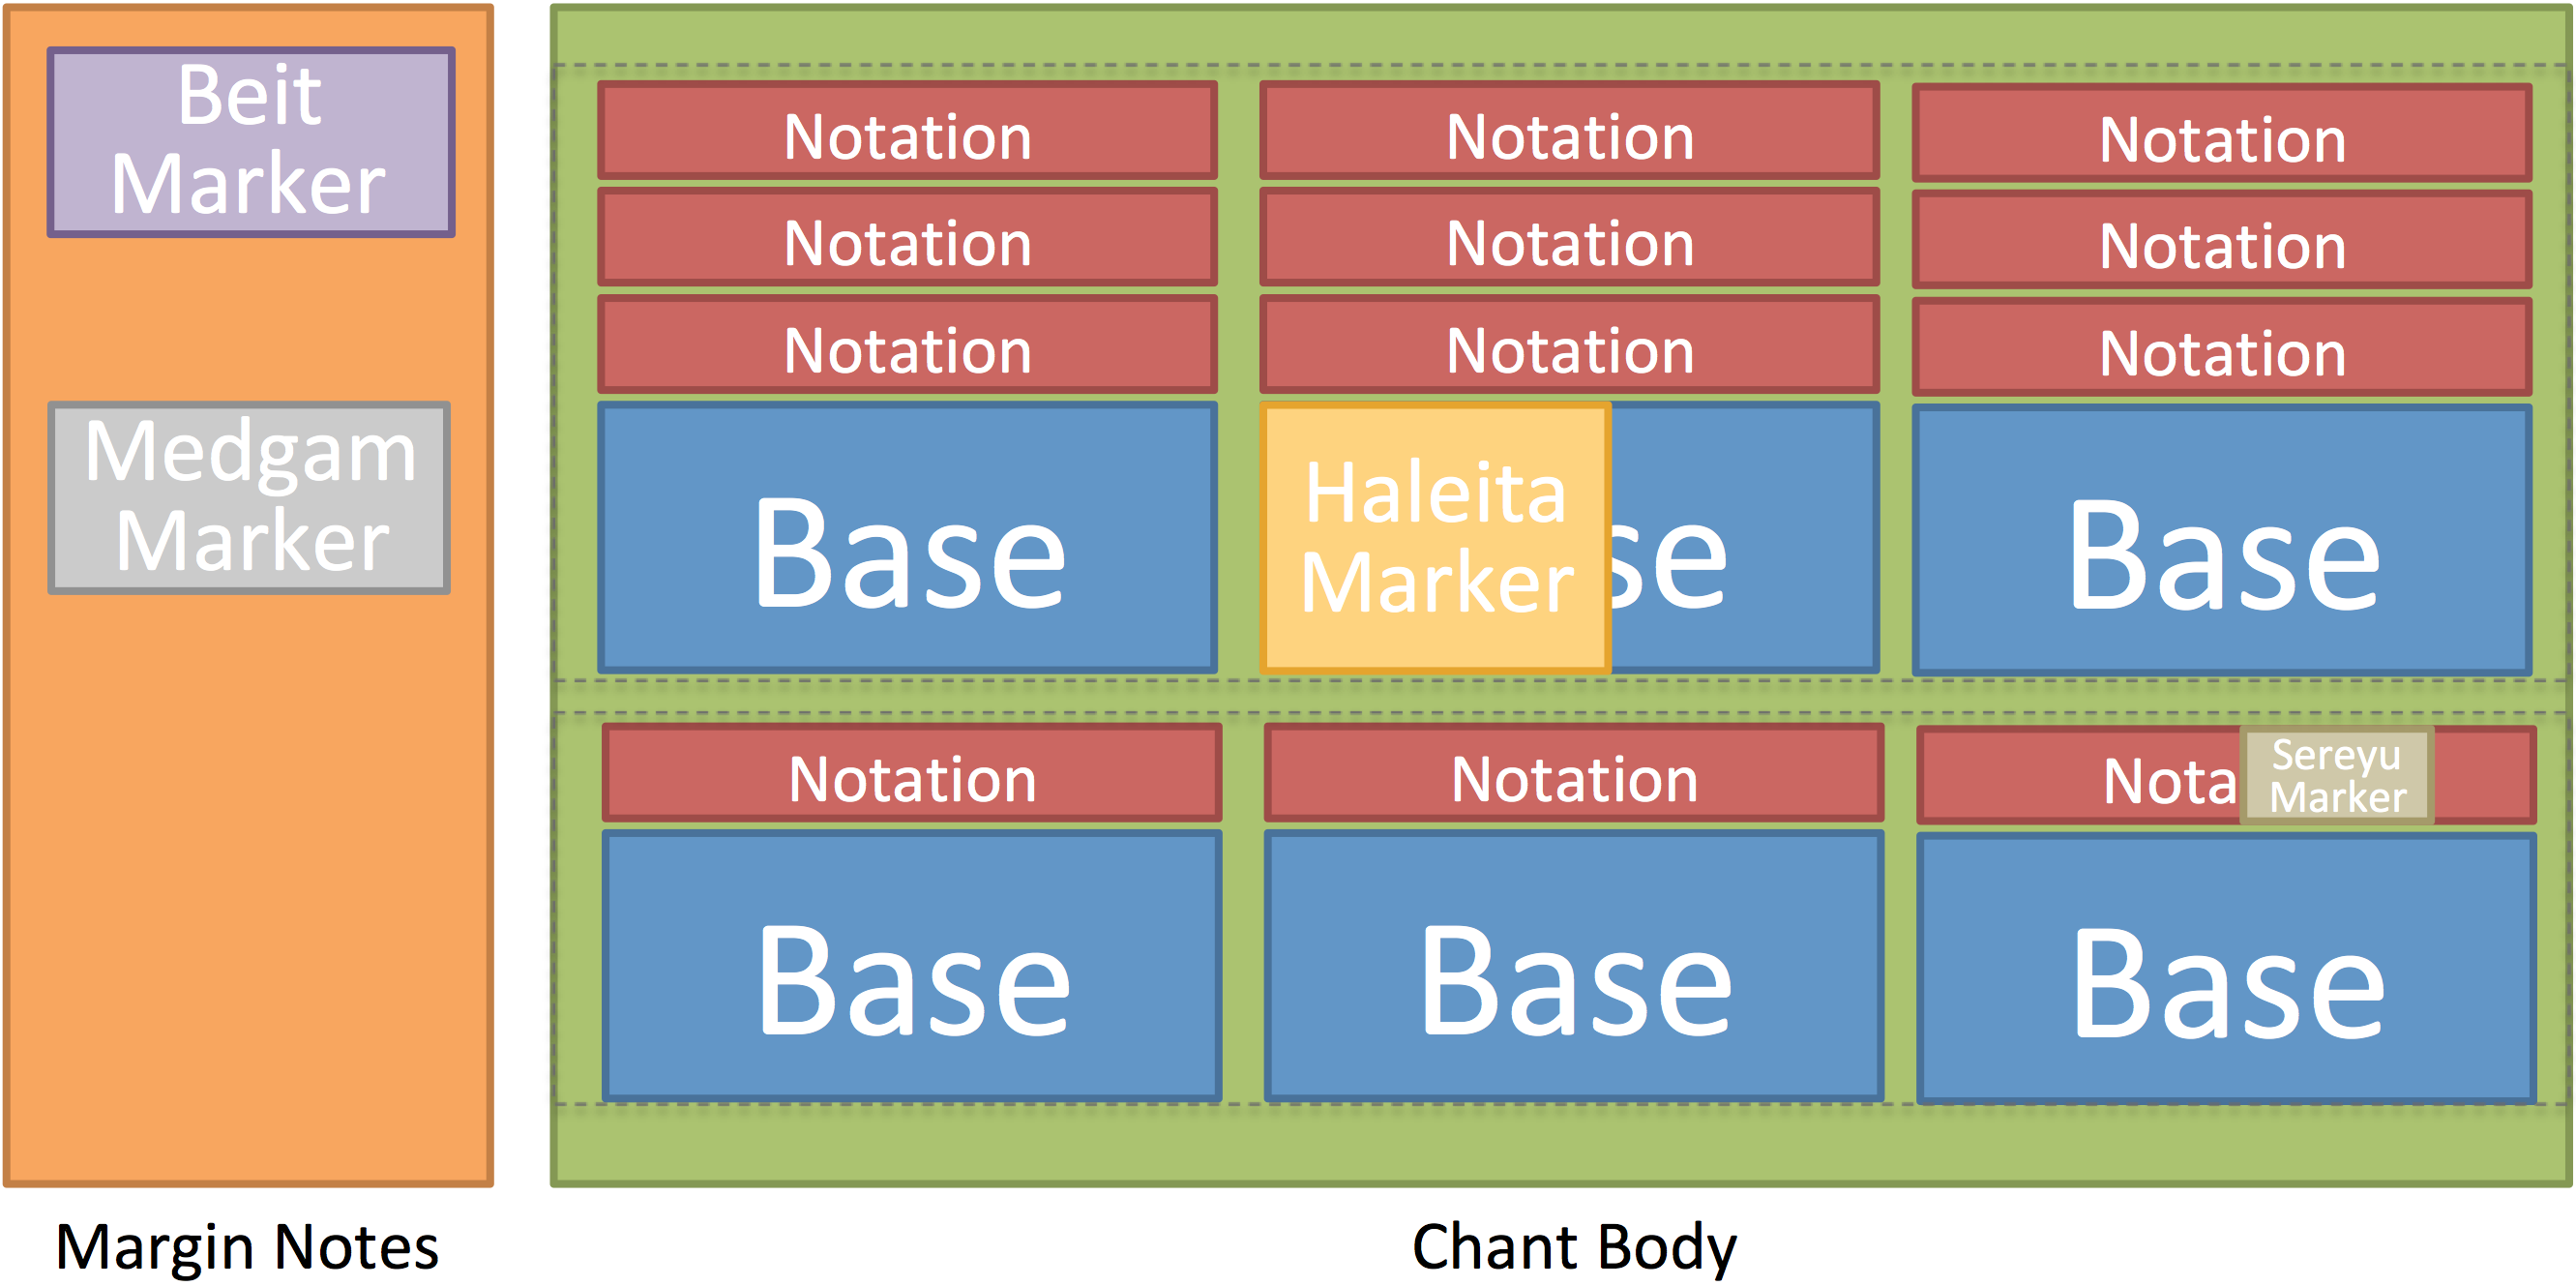 Beit
Marker
Medgam
Marker
Margin Notes
Notation Notation Notation
Notation Notation Notation
Notation Notation Notation
Base Haleita
Marker se Base
Notation Notation Nota Sereyu
Marker
Base Base Base
Chant Body